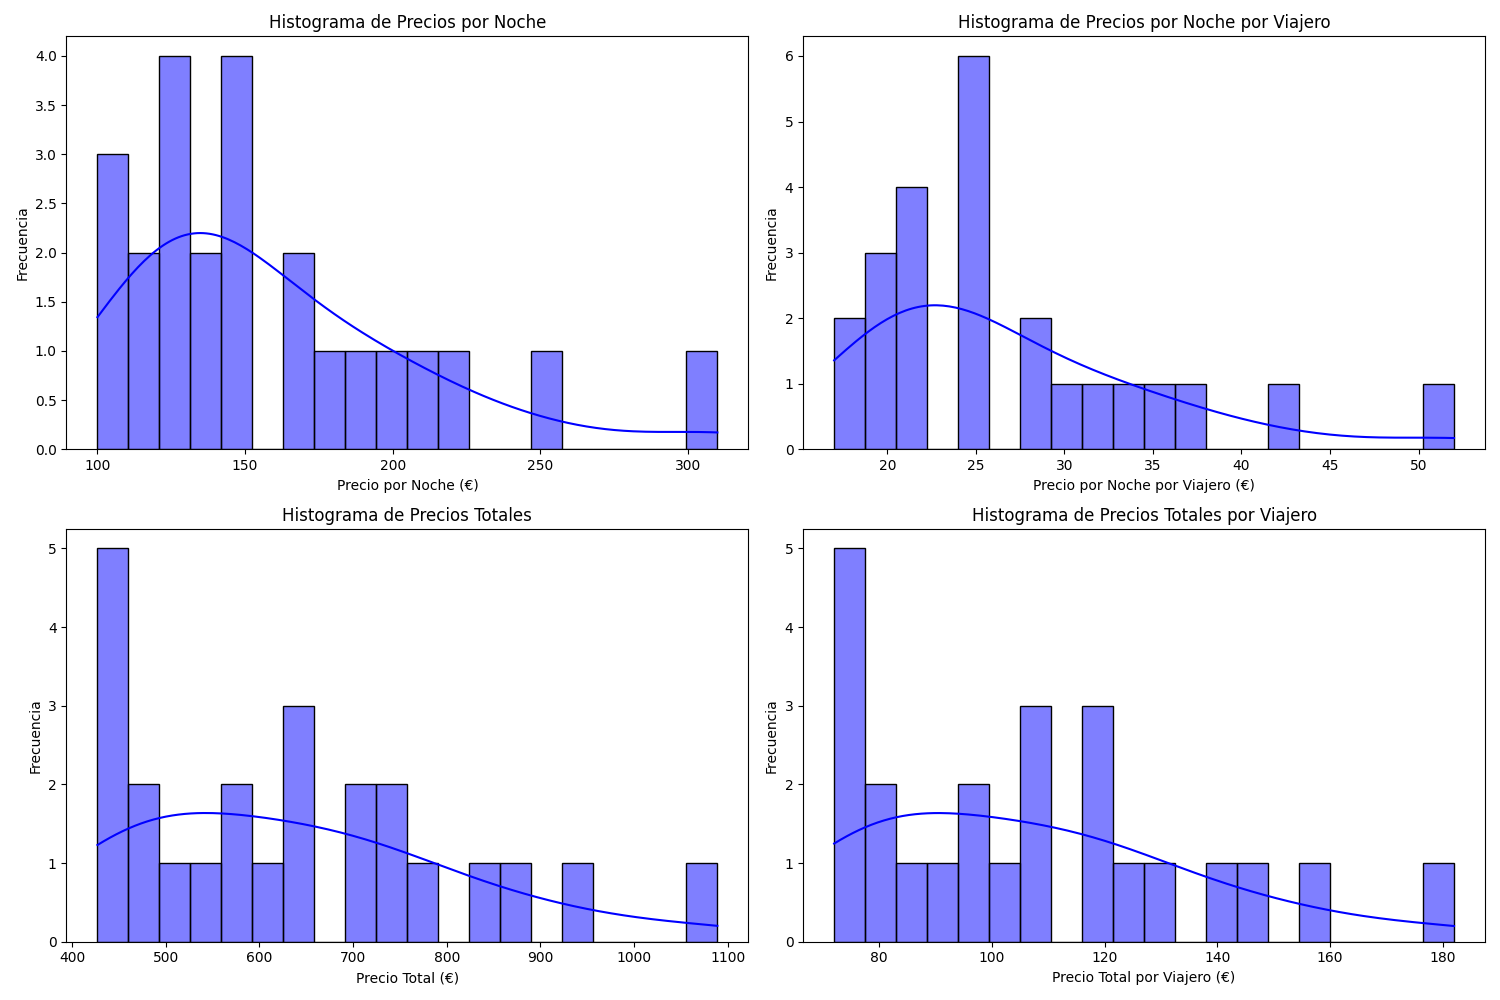 Histograma de Precios por Noche
4.0
3.5
3.0
2.5
2.0
1.5
1.0
0.5
0.0
Frecuencia
100 150 200 250 300
Precio por Noche (€)
Histograma de Precios por Noche por Viajero
6
5
4
3
2
1
0
Frecuencia
20 25 30 35 40 45 50
Precio por Noche por Viajero (€)
Histograma de Precios Totales
5
4
3
2
1
0
Frecuencia
400 500 600 700 800 900 1000 1100
Precio Total (€)
Histograma de Precios Totales por Viajero
5
4
3
2
1
0
Frecuencia
80 100 120 140 160 180
Precio Total por Viajero (€)